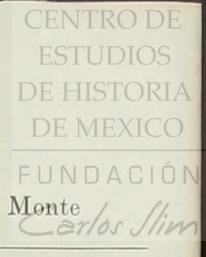 CENTRO DE
ESTUDIOS
DE HISTORIA
DE MEXICO
FUNDACIÓN
Monte
Carlos Slim